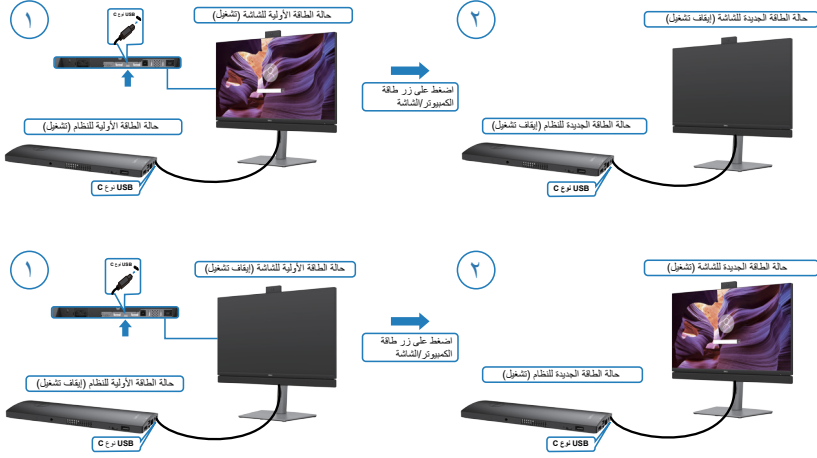 ١
USB نوع C
حالة الطاقة الأولية للشاشة (تشغيل)
حالة الطاقة الأولية للنظام (تشغيل)
USB نوع C
اضغط على زر طاقة
الكمبيوتر/الشاشة
٢
حالة الطاقة الجديدة للشاشة (إيقاف تشغيل)
حالة الطاقة الجديدة للنظام (إيقاف تشغيل)
USB نوع C
١
USB نوع C
حالة الطاقة الأولية للشاشة (إيقاف تشغيل)
حالة الطاقة الأولية للنظام (إيقاف تشغيل)
USB نوع C
اضغط على زر طاقة
الكمبيوتر/الشاشة
٢
حالة الطاقة الجديدة للشاشة (تشغيل)
حالة الطاقة الجديدة للنظام (تشغيل)
USB نوع C